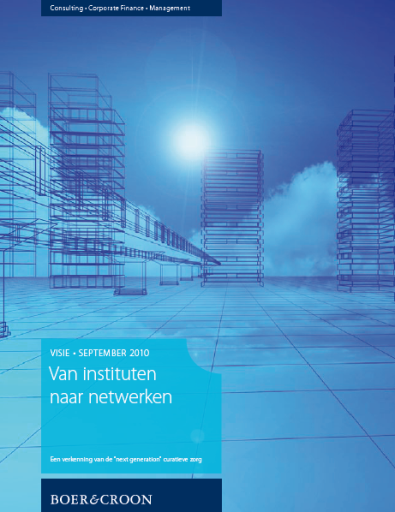 Consulting • Corporate Finance • Management
VISIE • SEPTEMBER 2010
Van instituten
naar netwerken
Een verkenning van de "next generation" curatieve zorg
BOER&CROON